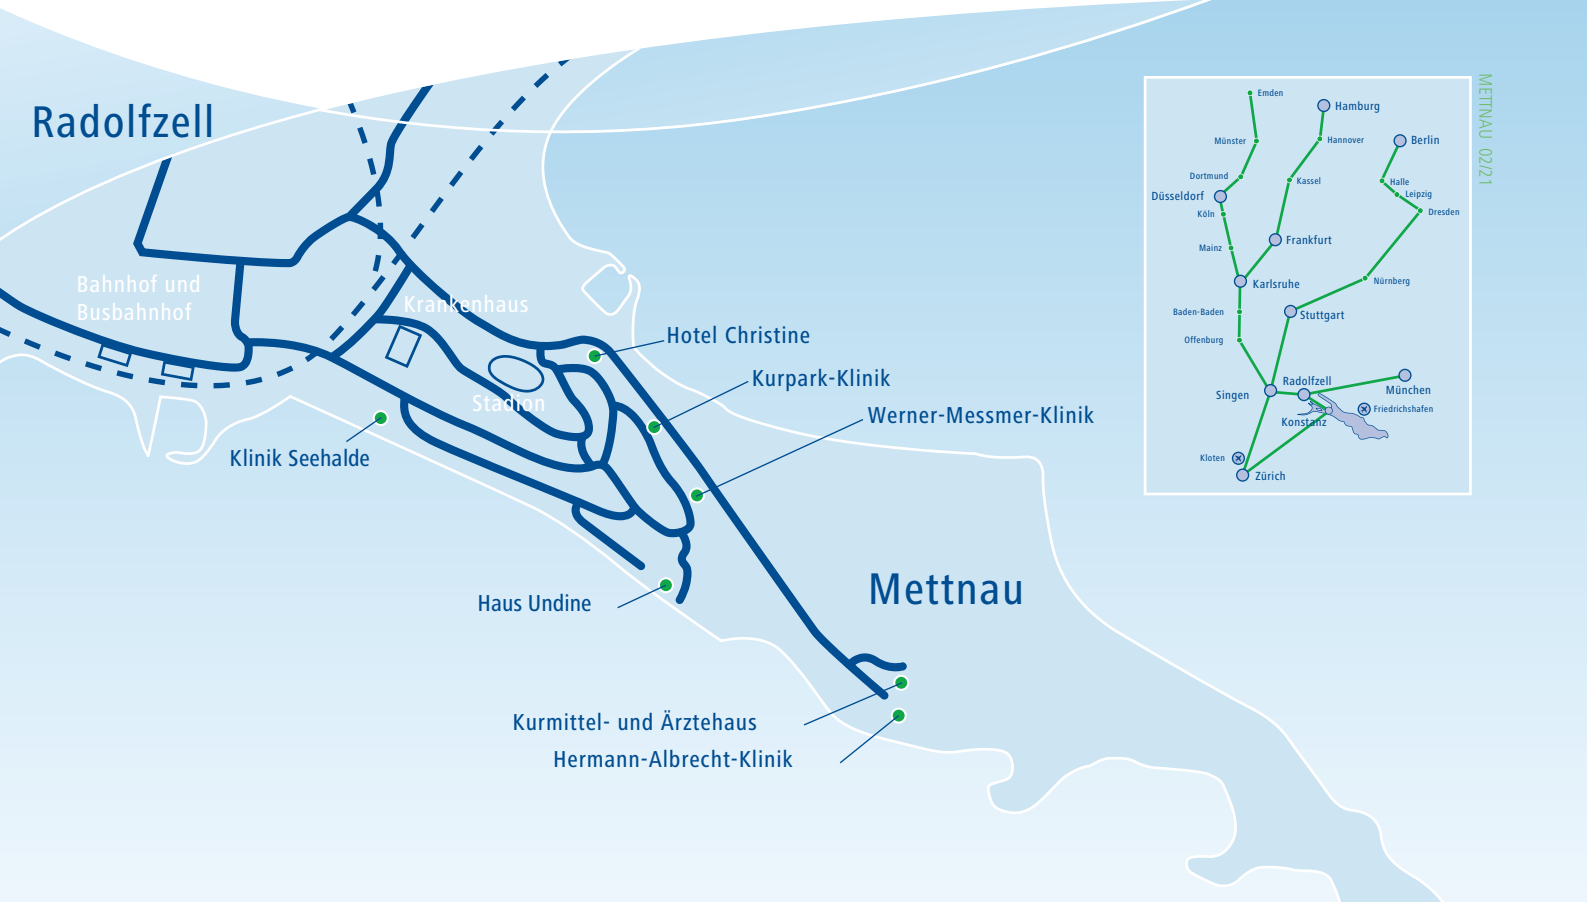 Radolfzell
Bahnhof und
Busbahnhof
Krankenhaus
Stadion
Hotel Christine
Kurpark-Klinik
Werner-Messmer-Klinik
Klinik Seehalde
Haus Undine
Mettnau
Kurmittel- und Ärztehaus
Hermann-Albrecht-Klinik
Emden
Hamburg
Münster
Hannover
Berlin
Dortmund
Kassel
Halle
Düsseldorf
Leipzig
Köln
Dresden
Mainz
Frankfurt
Karlsruhe
Nürnberg
Baden-Baden
Stuttgart
Offenburg
Radolfzell
München
Singen
Friedrichshafen
Konstanz
Kloten
Zürich
METTNAU 02/21